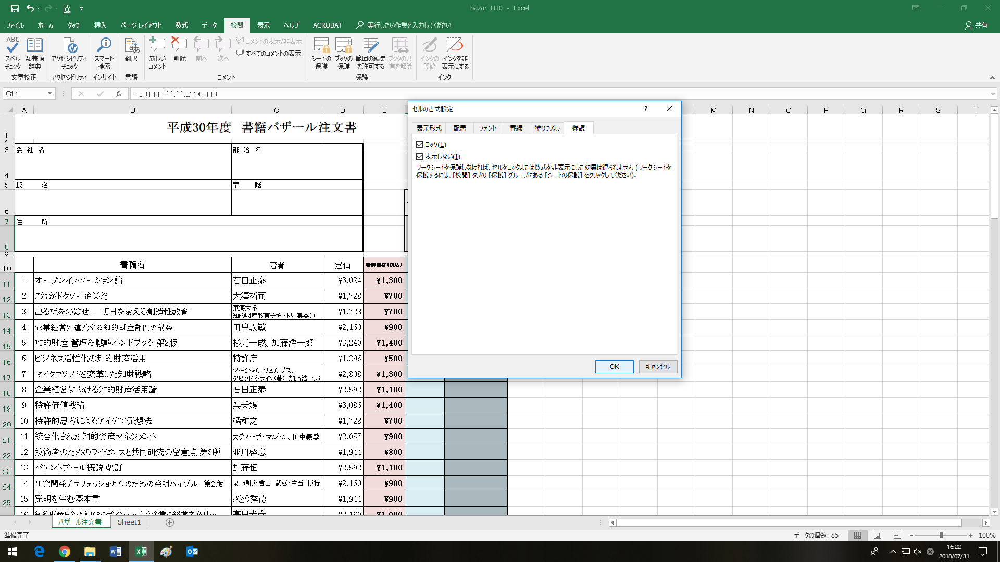 bazar_H30 - Excel
ファイル ホーム タッチ 挿入 ページ レイアウト 数式 データ 校閲 表示 ヘルプ ACROBAT 実行したい作業を入力してください 共有
ABC
スペル チェック 類義語 辞典 アクセシビリティ チェック スマート 検索 翻訳 新しい コメント 削除 前へ 次へ コメントの表示/非表示 すべてのコメントの表示 シートの 保護 ブックの 保護 範囲の編集 を許可する ブックの共 有を解除 インクの 開始 インクを非 表示にする
文章校正 アクセシビリティ インサイト 言語 コメント 保護 インク
G11 fx =IF(F11="","",E11*F11)
A B C D E M N O P Q R S T
1 平成30年度 書籍バザール注文書
2
3 会 社 名 部 署 名
4
5 氏 名 電 話
6
7 住 所
8
9
10 書籍名 著者 定価 特別価格(税込)
11 1 オープンイノベーション論 石田正泰 ¥3,024 ¥1,300
12 2 これがドクソー企業だ 大澤祐司 ¥1,728 ¥700
13 3 出る杭をのばせ! 明日を変える創造性教育 東海大学 知的財産教育テキスト編集委員 ¥1,728 ¥700
14 4 企業経営に連携する知的財産部門の構築 田中義敏 ¥2,160 ¥900
15 5 知的財産 管理&戦略ハンドブック 第2版 杉光一成、加藤浩一郎 ¥3,240 ¥1,400
16 6 ビジネス活性化の知的財産活用 特許庁 ¥1,296 ¥500
17 7 マイクロソフトを変革した知財戦略 マーシャル フェルプス、 デビッド クライン(著) 加藤浩一郎 ¥2,808 ¥1,300
18 8 企業経営における知的財産活用論 石田正泰 ¥2,592 ¥1,100
19 9 特許価値戦略 呉乗錫 ¥3,086 ¥1,400
20 10 特許的思考によるアイデア発想法 橘和之 ¥1,728 ¥700
21 11 統合化された知的資産マネジメント スティーブ・マントン、田中義敏 ¥2,057 ¥900
22 12 技術者のためのライセンスと共同研究の留意点 第3版 並川啓志 ¥1,944 ¥800
23 13 パテントプール概説 改訂 加藤恒 ¥2,592 ¥1,100
24 14 研究開発プロフェッショナルのための発明バイブル 第2版 泉 通博・吉田 武弘・中西 博行 ¥2,160 ¥900
25 15 発明を生む基本書 さとう秀徳 ¥1,944 ¥900
16 ¥2,160 ¥1,000
セルの書式設定 ?
表示形式 配置 フォント 罫線 塗りつぶし 保護
ロック(L)
表示しない(I)
ワークシートを保護しなければ、セルをロックまたは数式を非表示にした効果は得られません (ワークシートを
保護するには、[校閲] タブの [保護] グループにある [シートの保護] をクリックしてください)。
OK キャンセル
バザール注文書 Sheet1
準備完了 データの個数: 85 100%
16:22
2018/07/31